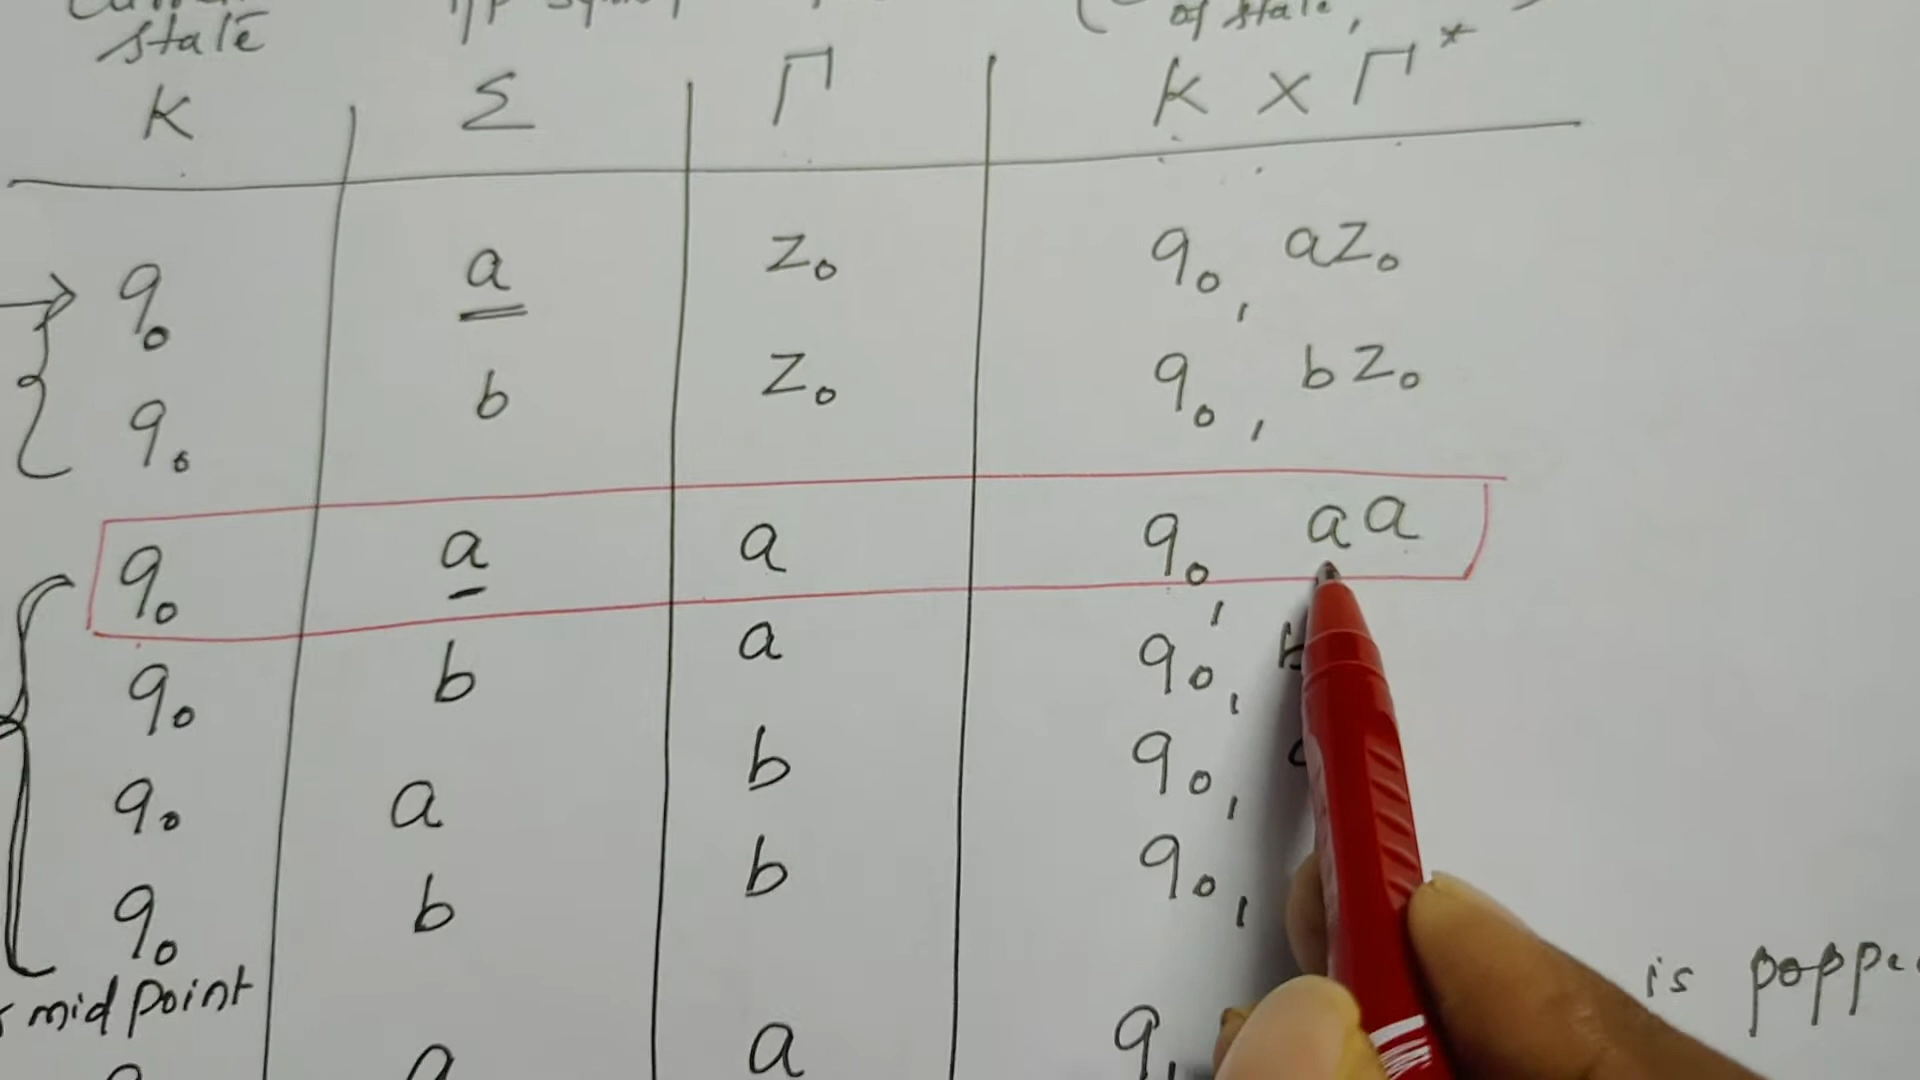 state
of state,
K Σ Γ K × Γ*
q₀ a z₀ q₀, az₀
q₀ b z₀ q₀, bz₀
q₀ a a q₀, aa
q₀ b a q₀, b
q₀ a b q₀,
q₀ b b q₀,
is poppe
mid point
a a q